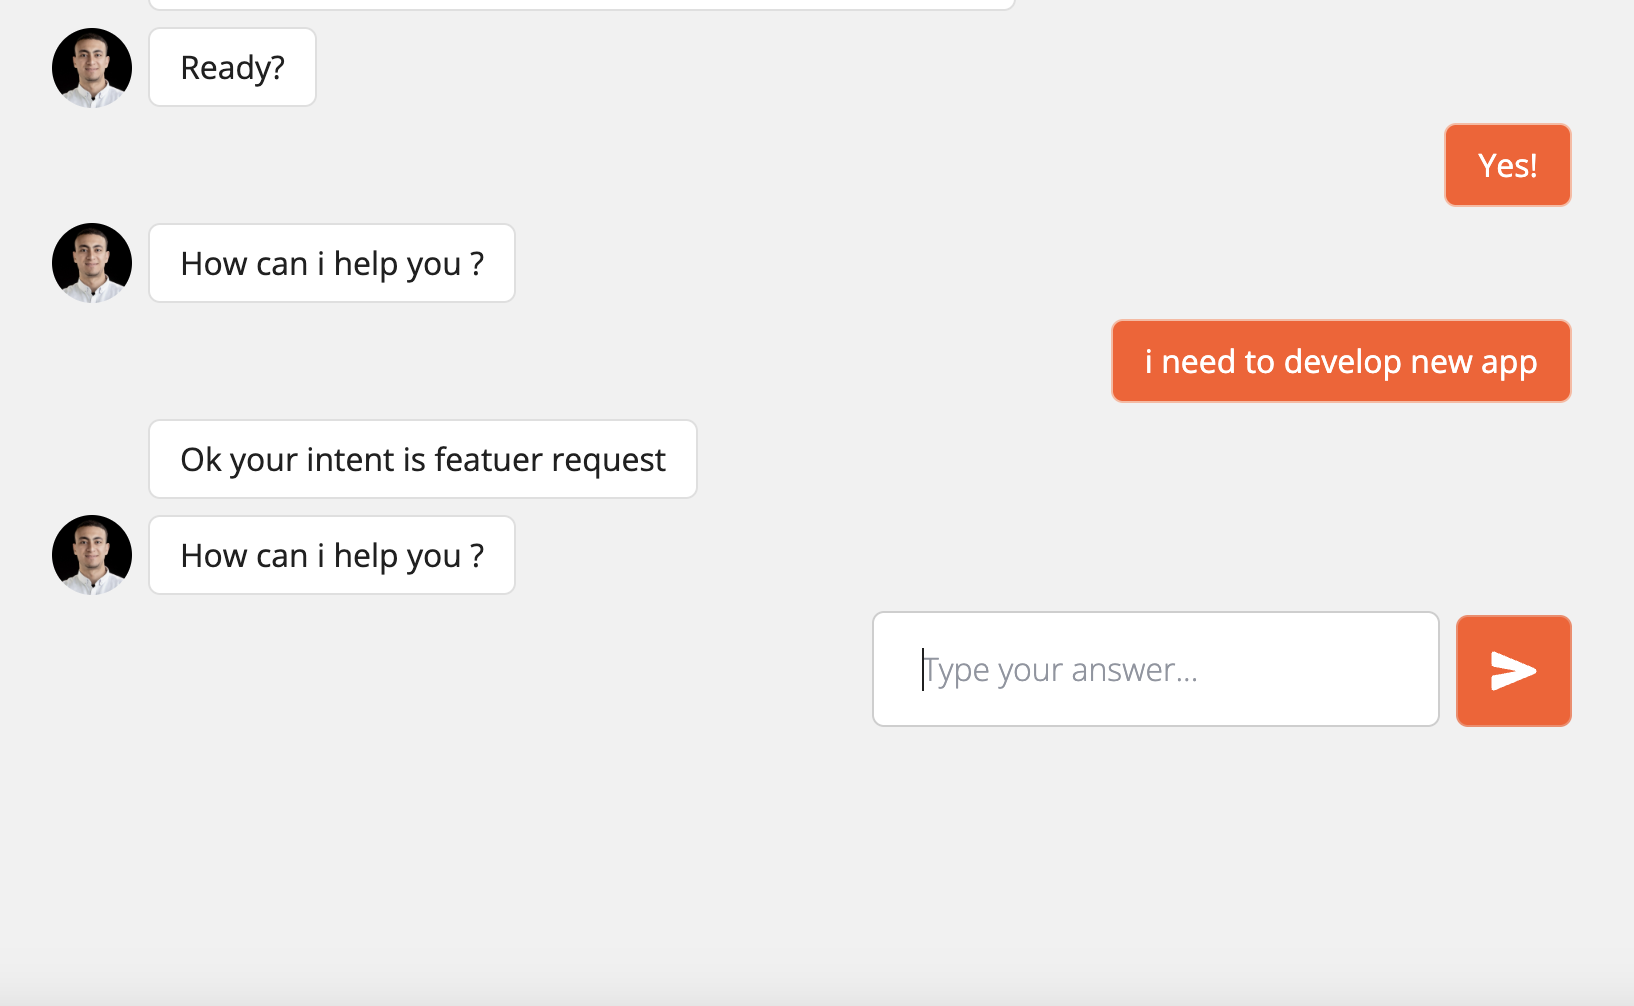 Ready?
Yes!
How can i help you ?
i need to develop new app
Ok your intent is featuer request
How can i help you ?
Type your answer...